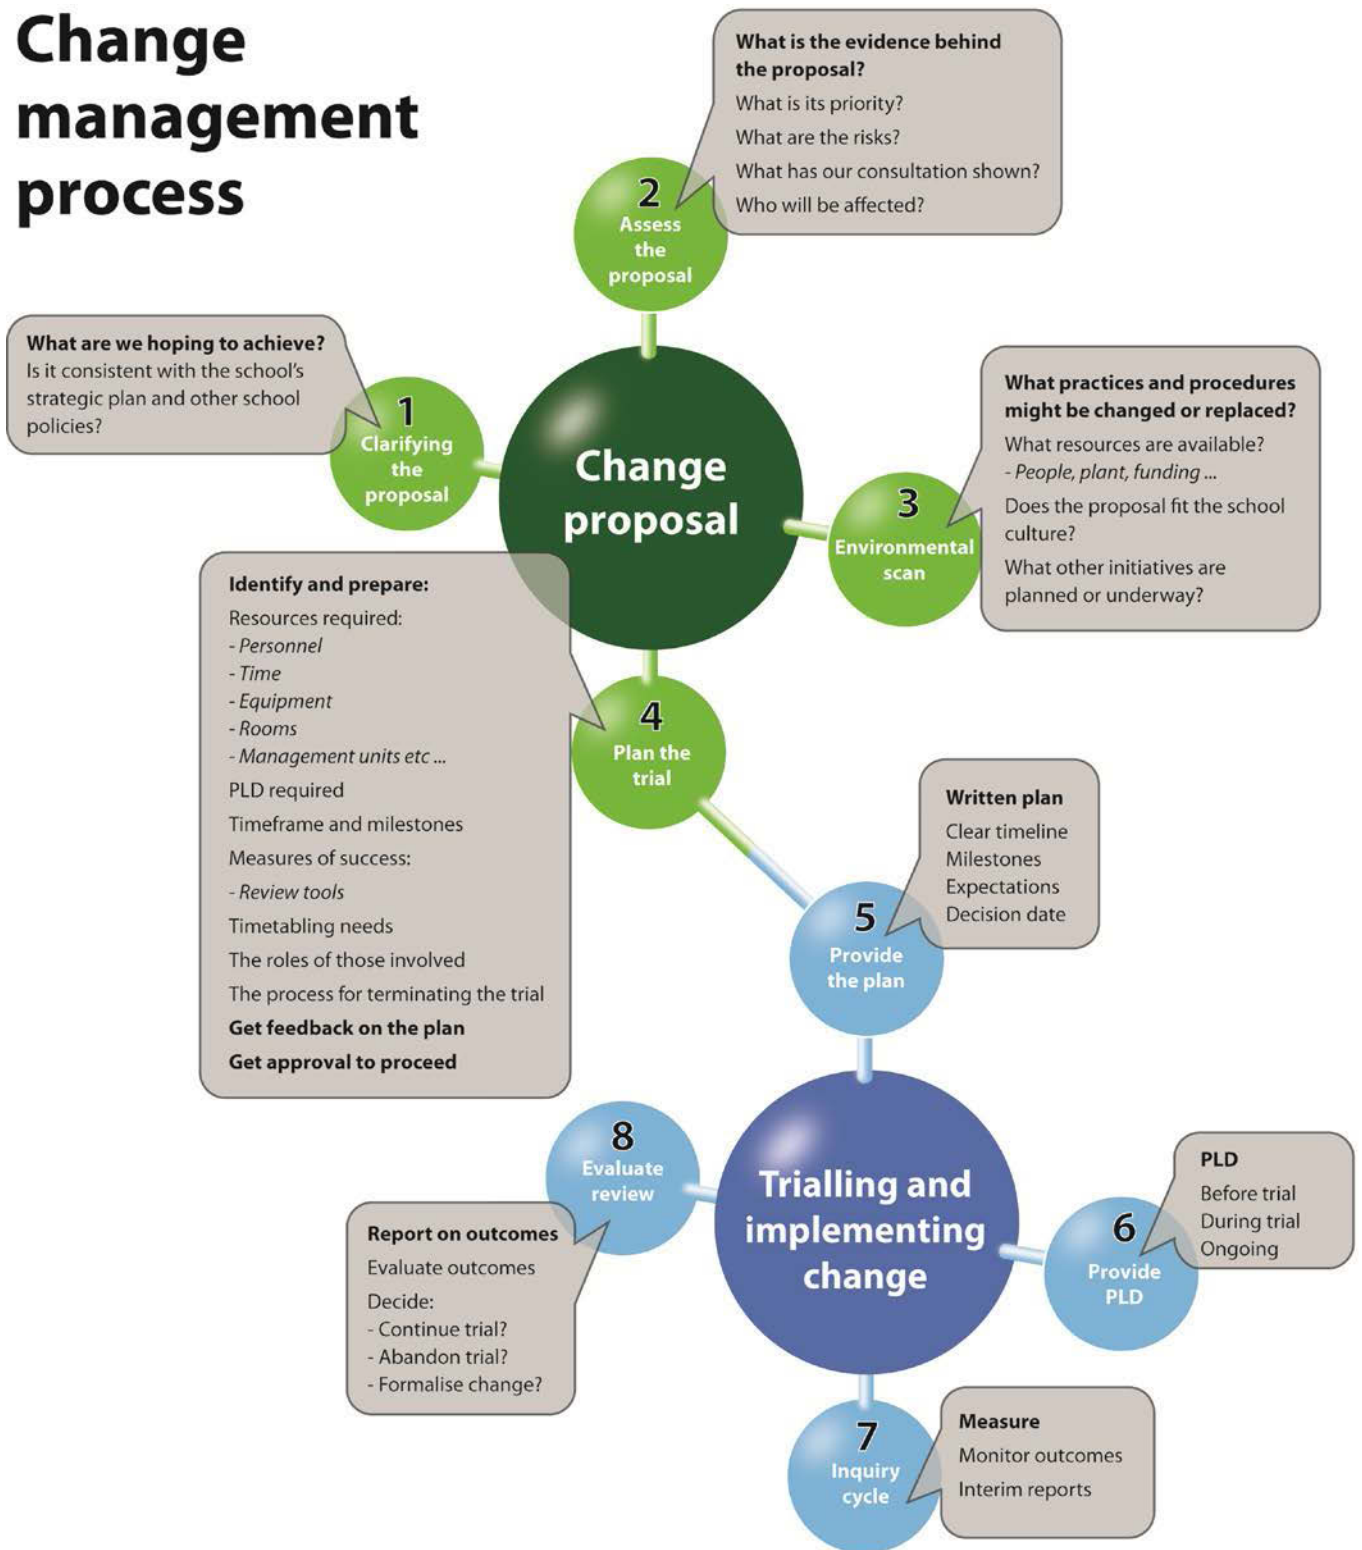 Change
management
process
What is the evidence behind
the proposal?
What is its priority?
What are the risks?
What has our consultation shown?
Who will be affected?
2
Assess
the
proposal
What are we hoping to achieve?
Is it consistent with the school's
strategic plan and other school
policies?
1
Clarifying
the
proposal
Change
proposal
What practices and procedures
might be changed or replaced?
What resources are available?
- People, plant, funding ...
Does the proposal fit the school
culture?
What other initiatives are
planned or underway?
3
Environmental
scan
Identify and prepare:
Resources required:
- Personnel
- Time
- Equipment
- Rooms
- Management units etc ...
PLD required
Timeframe and milestones
Measures of success:
- Review tools
Timetabling needs
The roles of those involved
The process for terminating the trial
Get feedback on the plan
Get approval to proceed
4
Plan the
trial
Written plan
Clear timeline
Milestones
Expectations
Decision date
5
Provide
the plan
Trialling and
implementing
change
PLD
Before trial
During trial
Ongoing
6
Provide
PLD
Measure
Monitor outcomes
Interim reports
7
Inquiry
cycle
8
Evaluate
review
Report on outcomes
Evaluate outcomes
Decide:
- Continue trial?
- Abandon trial?
- Formalise change?